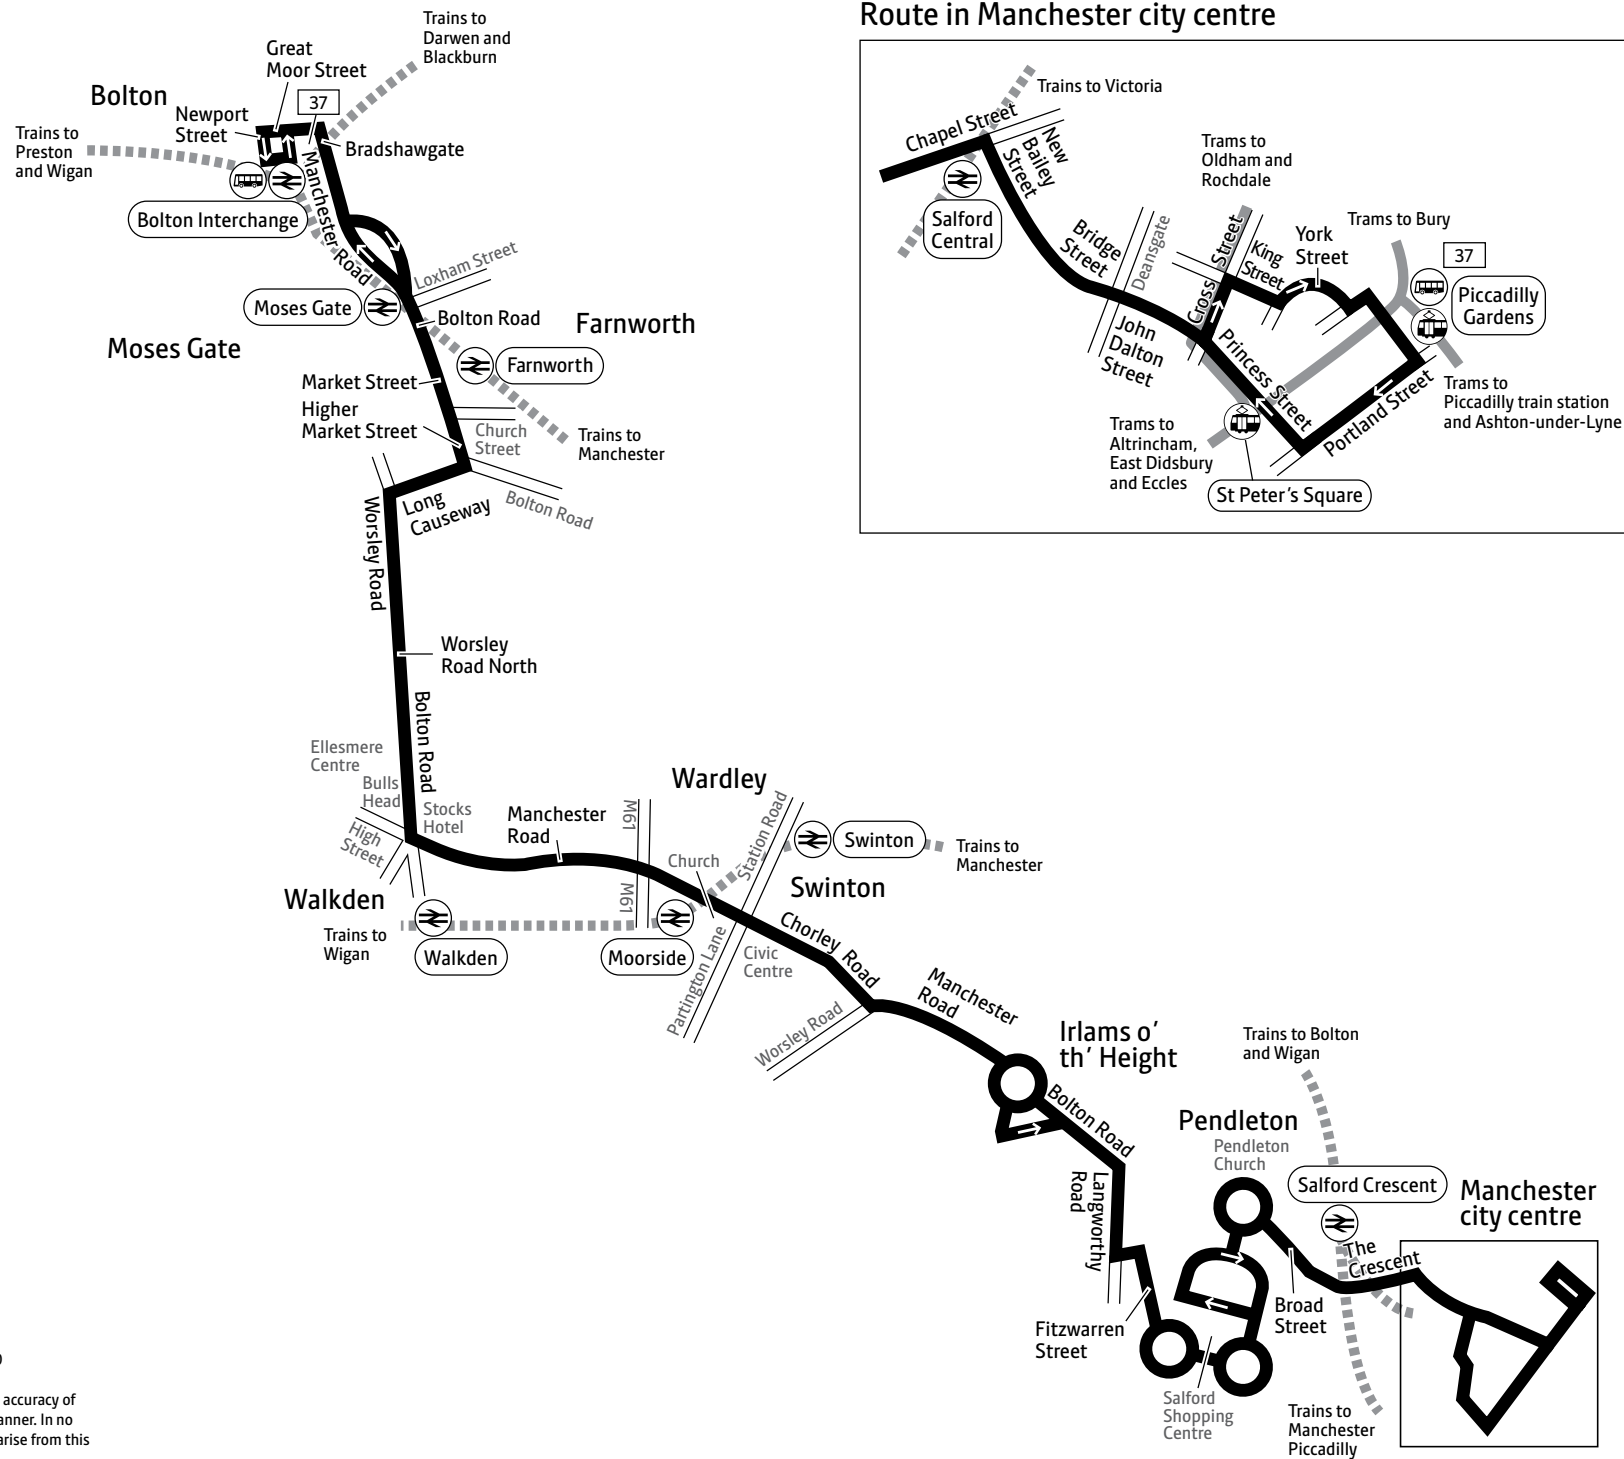 Route in Manchester city centre
Trains to
Darwen and
Blackburn
Great
Moor Street
Bolton
37
Newport
Street
Trains to
Preston
and Wigan
Bradshawgate
Manchester Road
Bolton Interchange
Loxham Street
Moses Gate
Bolton Road
Farnworth
Moses Gate
Farnworth
Market Street
Higher
Market Street
Church
Street
Trains to
Manchester
Long
Causeway
Bolton Road
Worsley Road
Worsley
Road North
Bolton Road
Ellesmere
Centre
Bulls
Head
Stocks
Hotel
High
Street
Manchester
Road
M61
Wardley
Station Road
Swinton
Trains to
Manchester
Church
Swinton
M61
Walkden
Trains to
Wigan
Walkden
Moorside
Partington Lane
Civic
Centre
Chorley Road
Worsley Road
Manchester
Road
Irlams o’
th’ Height
Bolton Road
Langworthy
Road
Trains to Bolton
and Wigan
Pendleton
Pendleton
Church
Salford Crescent
Manchester
city centre
The
Crescent
Broad
Street
Fitzwarren
Street
Salford
Shopping
Centre
Trains to
Manchester
Piccadilly
Trains to Victoria
Chapel Street
New
Bailey
Street
Salford
Central
Trams to
Oldham and
Rochdale
Bridge
Street
Deansgate
Cross Street
King
Street
York
Street
Trams to Bury
37
Piccadilly
Gardens
John
Dalton
Street
Princess Street
Portland Street
Trams to
Piccadilly train station
and Ashton-under-Lyne
Trams to
Altrincham,
East Didsbury
and Eccles
St Peter’s Square
accuracy of
anner. In no
arise from this